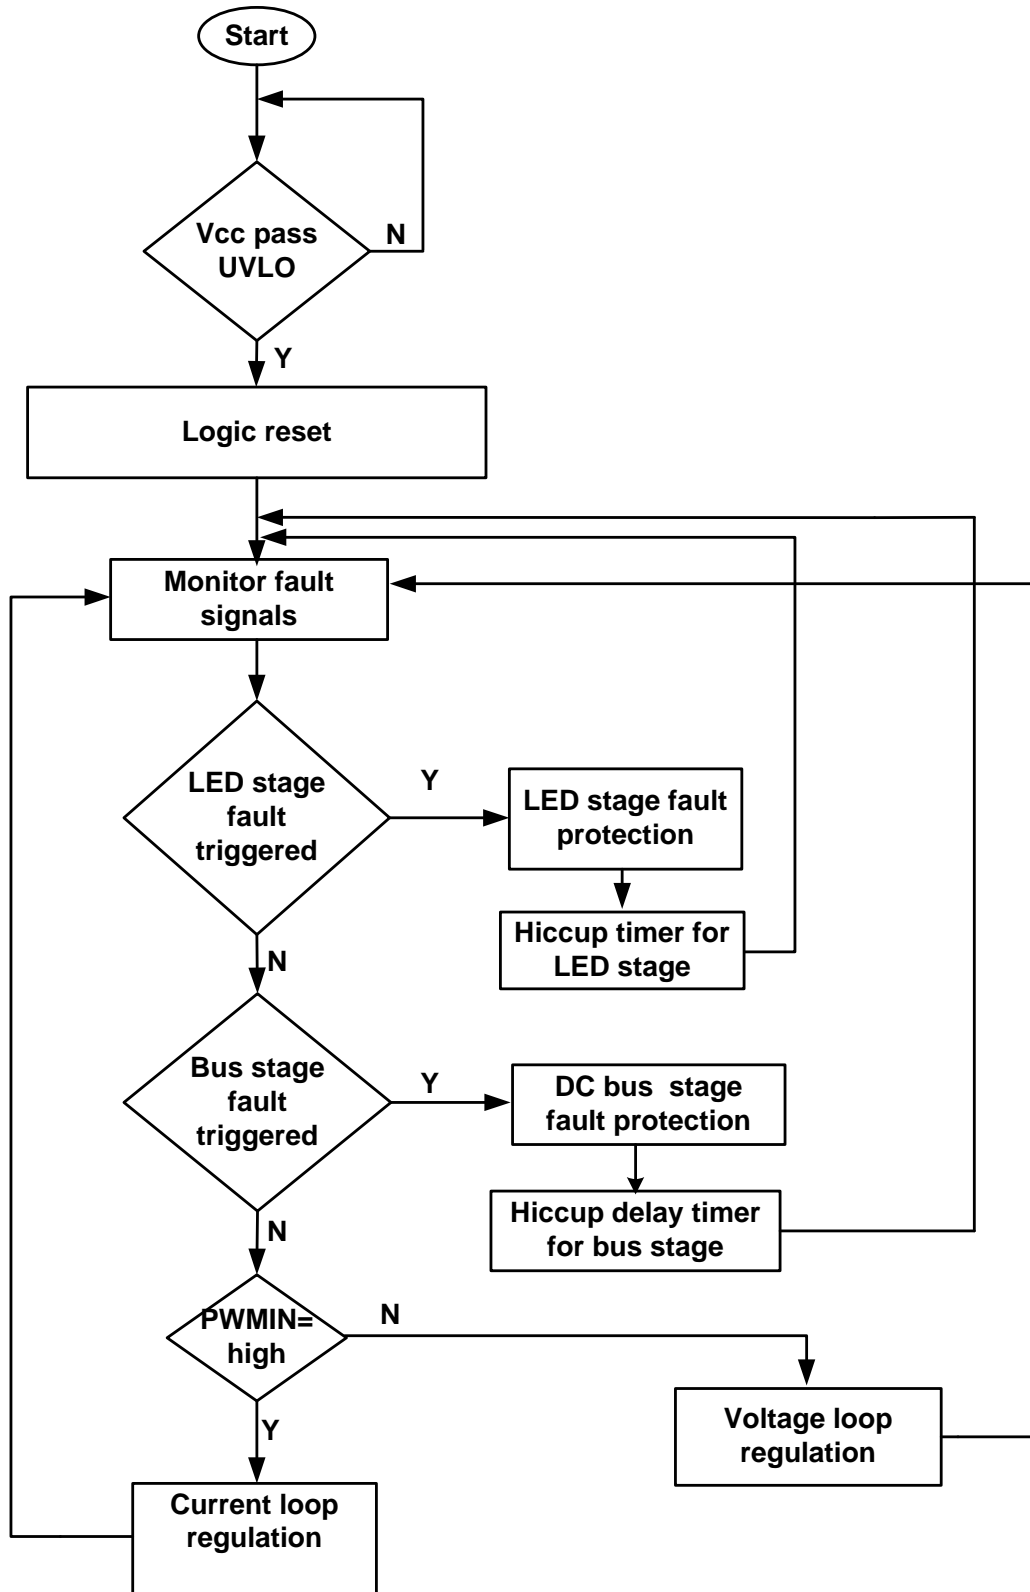 Start
Vcc pass
UVLO
N
Y
Logic reset
Monitor fault
signals
LED stage
fault
triggered
Y
LED stage fault
protection
Hiccup timer for
LED stage
N
Bus stage
fault
triggered
Y
DC bus stage
fault protection
Hiccup delay timer
for bus stage
N
PWMIN=
high
N
Voltage loop
regulation
Y
Current loop
regulation